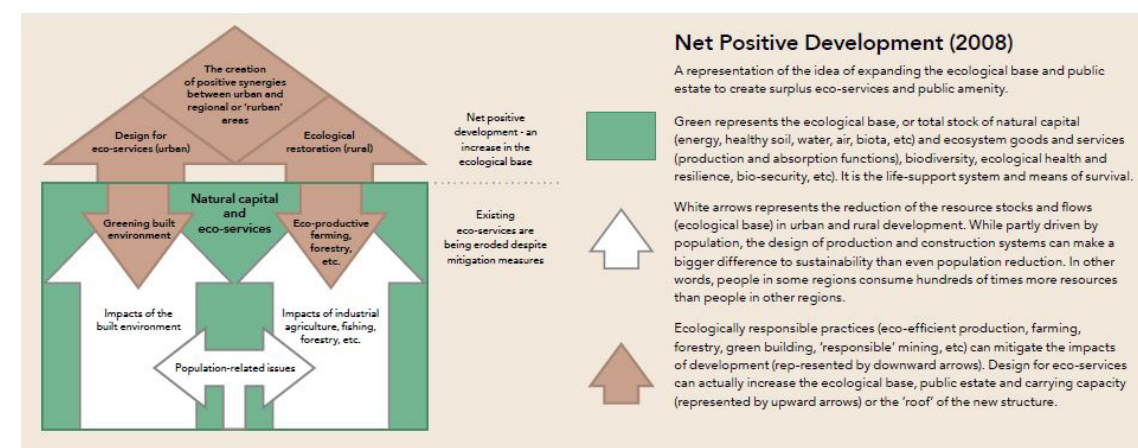 The creation
of positive synergies
between urban and
regional or 'rurban'
areas
Design for
eco-services (urban)
Ecological
restoration (rural)
Natural capital
and
eco-services
Greening built
environment
Eco-productive
farming,
forestry,
etc.
Impacts of the
built environment
Impacts of industrial
agriculture, fishing,
forestry, etc.
Population-related issues
Net positive
development - an
increase in the
ecological base
Existing
eco-services are
being eroded despite
mitigation measures
Net Positive Development (2008)
A representation of the idea of expanding the ecological base and public
estate to create surplus eco-services and public amenity.
Green represents the ecological base, or total stock of natural capital
(energy, healthy soil, water, air, biota, etc) and ecosystem goods and services
(production and absorption functions), biodiversity, ecological health and
resilience, bio-security, etc). It is the life-support system and means of survival.
White arrows represents the reduction of the resource stocks and flows
(ecological base) in urban and rural development. While partly driven by
population, the design of production and construction systems can make a
bigger difference to sustainability than even population reduction. In other
words, people in some regions consume hundreds of times more resources
than people in other regions.
Ecologically responsible practices (eco-efficient production, farming,
forestry, green building, 'responsible' mining, etc) can mitigate the impacts
of development (rep-resented by downward arrows). Design for eco-services
can actually increase the ecological base, public estate and carrying capacity
(represented by upward arrows) or the 'roof' of the new structure.